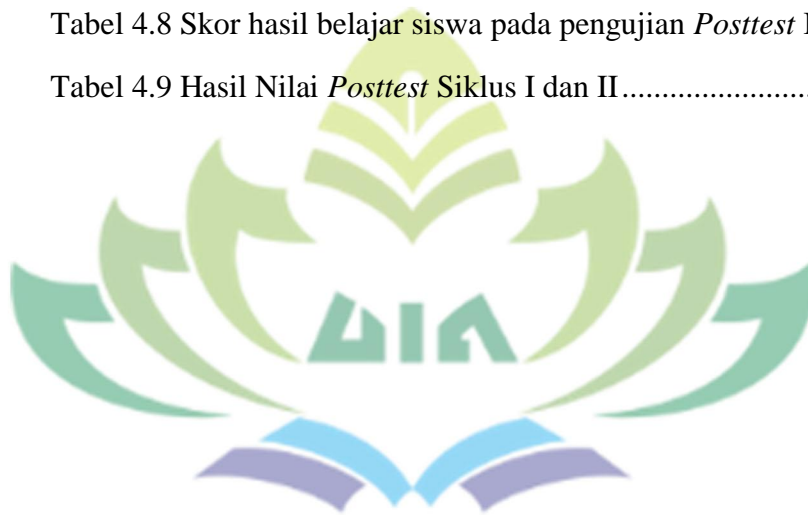 Tabel 4.8 Skor hasil belajar siswa pada pengujian Posttest
Tabel 4.9 Hasil Nilai Posttest Siklus I dan II.......................
UIN